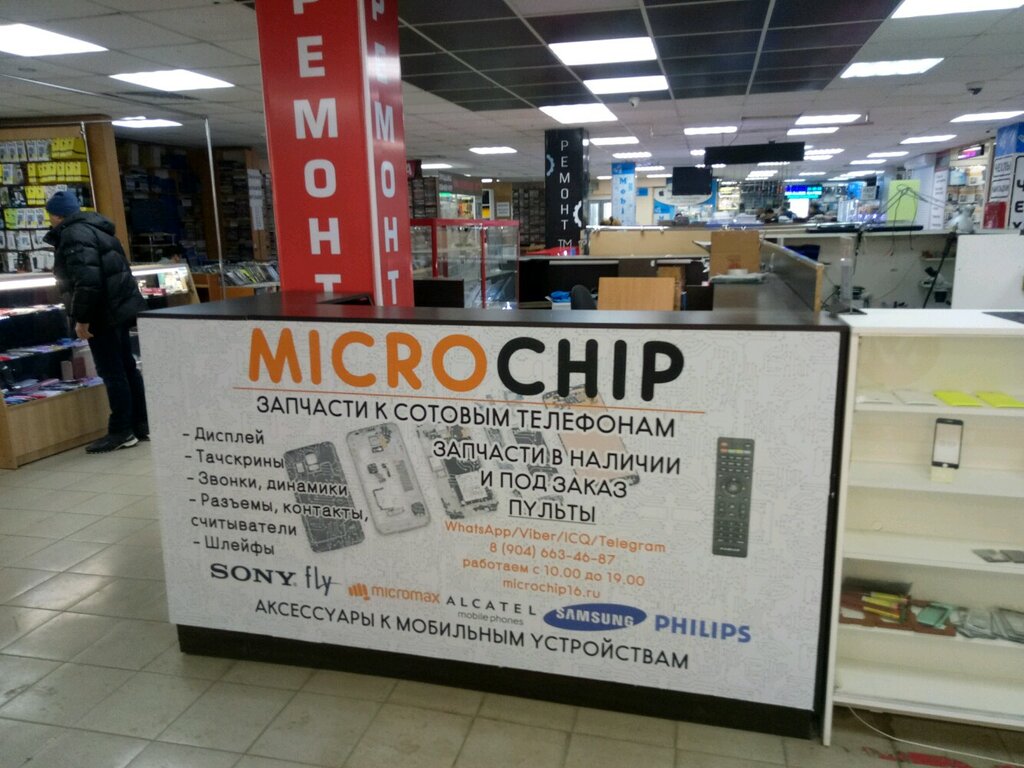 РЕМОНТ
РЕМОНТ
РЕМОНТ
TM
MICROCHIP
ЗАПЧАСТИ К СОТОВЫМ ТЕЛЕФОНАМ
- Дисплей
- Тачскрины
- Звонки, динамики
- Разъемы, контакты,
считыватели
- Шлейфы
ЗАПЧАСТИ В НАЛИЧИИ
И ПОД ЗАКАЗ
ПУЛЬТЫ
WhatsApp/Viber/ICQ/Telegram
8 (904) 663-46-87
работаем с 10.00 до 19.00
microchip16.ru
SONY fly micromax ALCATEL SAMSUNG PHILIPS
mobile phones
АКСЕССУАРЫ К МОБИЛЬНЫМ УСТРОЙСТВАМ